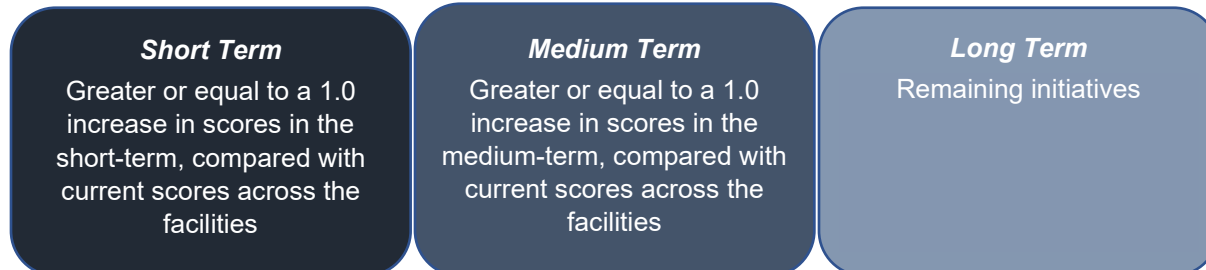 Short Term
Greater or equal to a 1.0
increase in scores in the
short-term, compared with
current scores across the
facilities
Medium Term
Greater or equal to a 1.0
increase in scores in the
medium-term, compared with
current scores across the
facilities
Long Term
Remaining initiatives